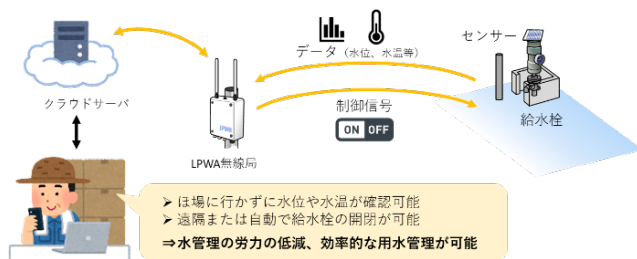 センサー
データ（水位、水温等）
クラウドサーバ
LPWA
制御信号
ON OFF
給水栓
LPWA無線局
➢ ほ場に行かずに水位や水温が確認可能
➢ 遠隔または自動で給水栓の開閉が可能
⇒水管理の労力の低減、効率的な用水管理が可能